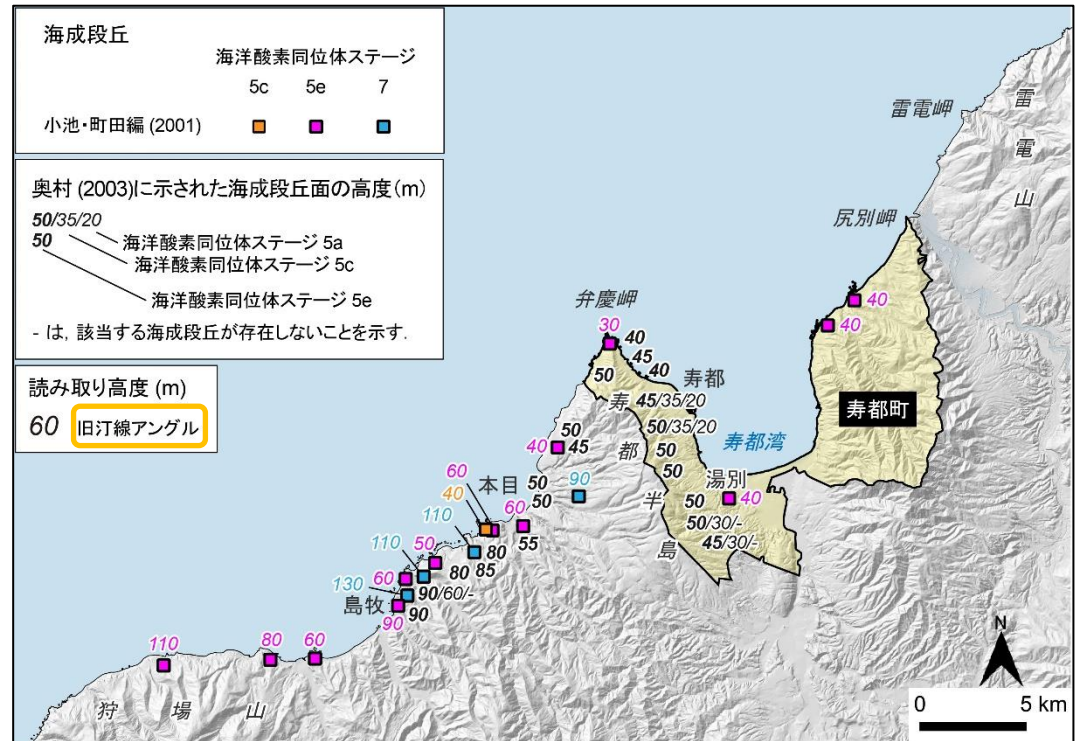 海成段丘
海洋酸素同位体ステージ
5c 5e 7
小池・町田編 (2001)
奥村 (2003)に示された海成段丘面の高度(m)
50/35/20
50
海洋酸素同位体ステージ 5a
海洋酸素同位体ステージ 5c
海洋酸素同位体ステージ 5e
- は, 該当する海成段丘が存在しないことを示す.
読み取り高度 (m)
60 旧汀線アングル
雷電岬
雷電山
尻別岬
40
40
弁慶岬
30
40
45
40
寿都
50
45/35/20
寿都半島
寿都町
50/35/20
寿都湾
50
45
40
50
50
90
本目
50
50
湯別
50
40
60
40
60
55
50/30/-
45/30/-
110
80
85
50
110
80
60
130
90/60/-
島牧
90
90
110
80
60
狩場山
N
0 5 km